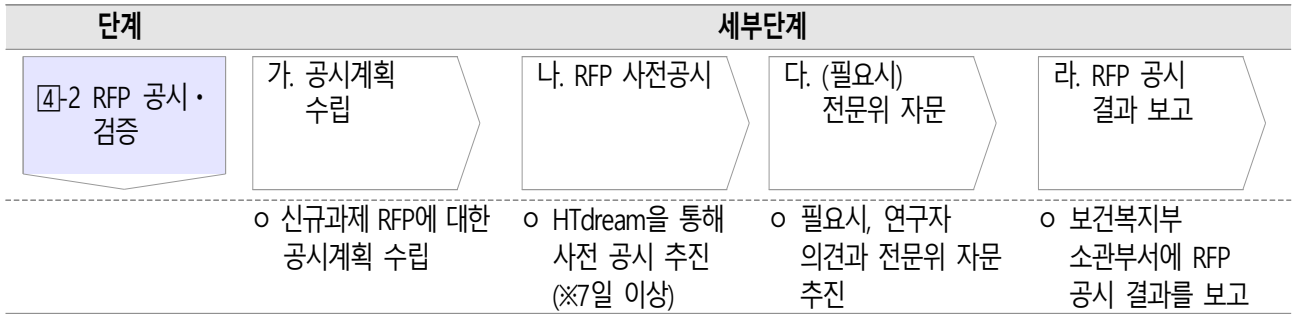 단계 세부단계
④-2 RFP 공시・
검증
가. 공시계획
수립
나. RFP 사전공시
다. (필요시)
전문위 자문
라. RFP 공시
결과 보고
ㅇ 신규과제 RFP에 대한
공시계획 수립
ㅇ HTdream을 통해
사전 공시 추진
(※7일 이상)
ㅇ 필요시, 연구자
의견과 전문위 자문
추진
ㅇ 보건복지부
소관부서에 RFP
공시 결과를 보고